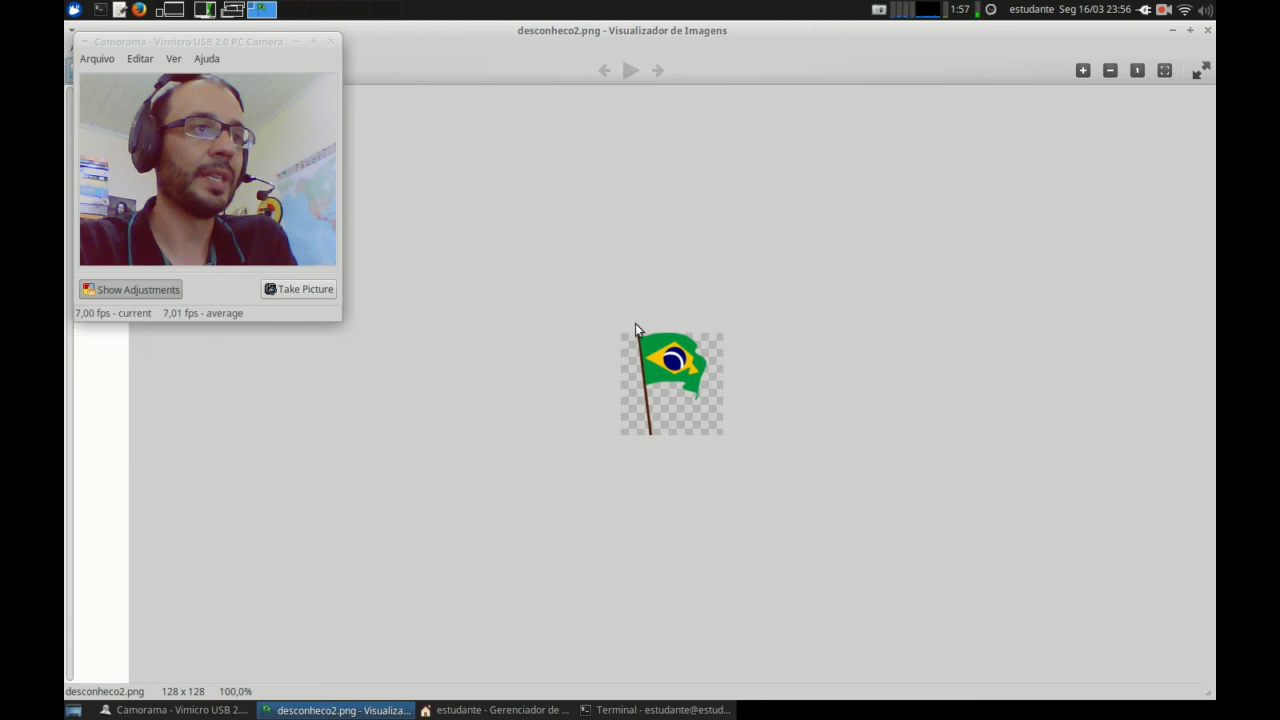 1:57 estudante Seg 16/03 23:56
desconheco2.png - Visualizador de Imagens
Camorama - Vimicro USB 2.0 PC Camera
Arquivo Editar Ver Ajuda
1
Show Adjustments Take Picture
7,00 fps - current 7,01 fps - average
desconheco2.png 128 x 128 100,0%
Camorama - Vimicro USB 2.... desconheco2.png - Visualiza... estudante - Gerenciador de ... Terminal - estudante@estud...